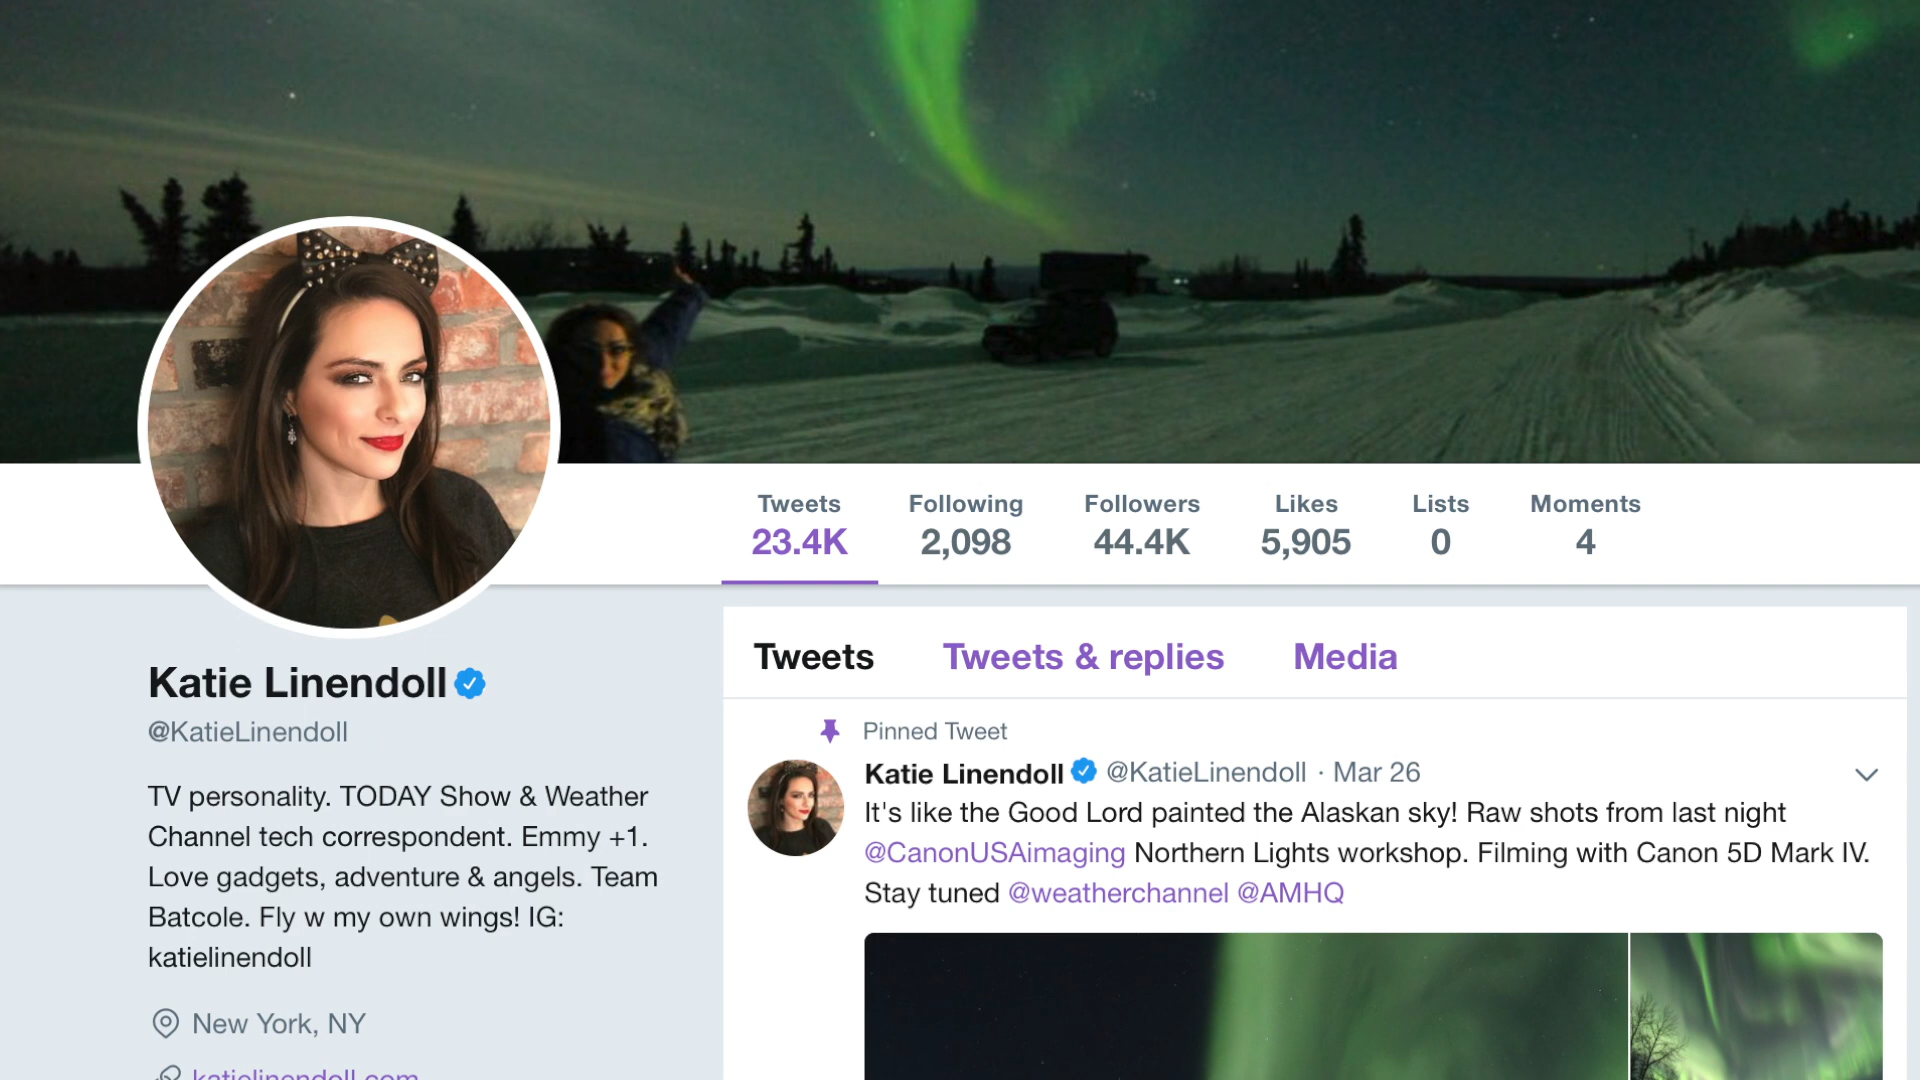 Tweets Following Followers Likes Lists Moments
23.4K 2,098 44.4K 5,905 0 4
Katie Linendoll
@KatieLinendoll
TV personality. TODAY Show & Weather
Channel tech correspondent. Emmy +1.
Love gadgets, adventure & angels. Team
Batcole. Fly w my own wings! IG:
katielinendoll
New York, NY
katielinendoll.com
Tweets Tweets & replies Media
Pinned Tweet
Katie Linendoll @KatieLinendoll · Mar 26
It's like the Good Lord painted the Alaskan sky! Raw shots from last night
@CanonUSAimaging Northern Lights workshop. Filming with Canon 5D Mark IV.
Stay tuned @weatherchannel @AMHQ